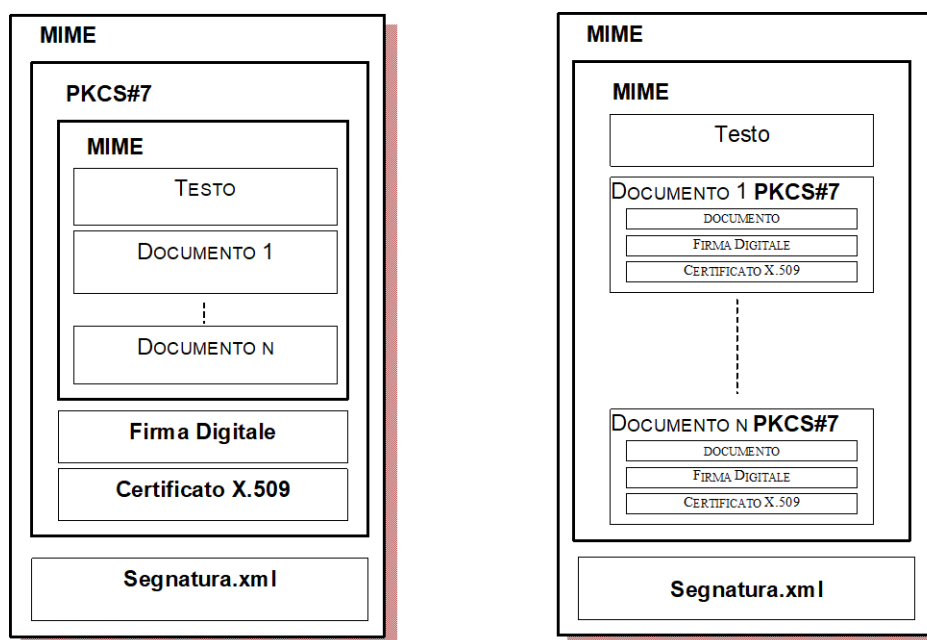 MIME
PKCS#7
MIME
TESTO
DOCUMENTO 1
DOCUMENTO N
Firma Digitale
Certificato X.509
Segnatura.xml
MIME
MIME
Testo
DOCUMENTO 1 PKCS#7
DOCUMENTO
FIRMA DIGITALE
CERTIFICATO X.509
DOCUMENTO N PKCS#7
DOCUMENTO
FIRMA DIGITALE
CERTIFICATO X.509
Segnatura.xml